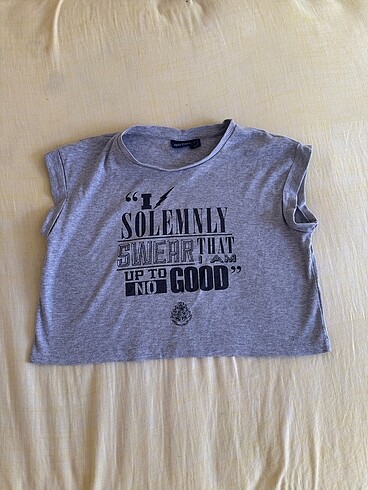 “I
SOLEMNLY
SWEAR THAT
I AM
UP TO
NO GOOD”